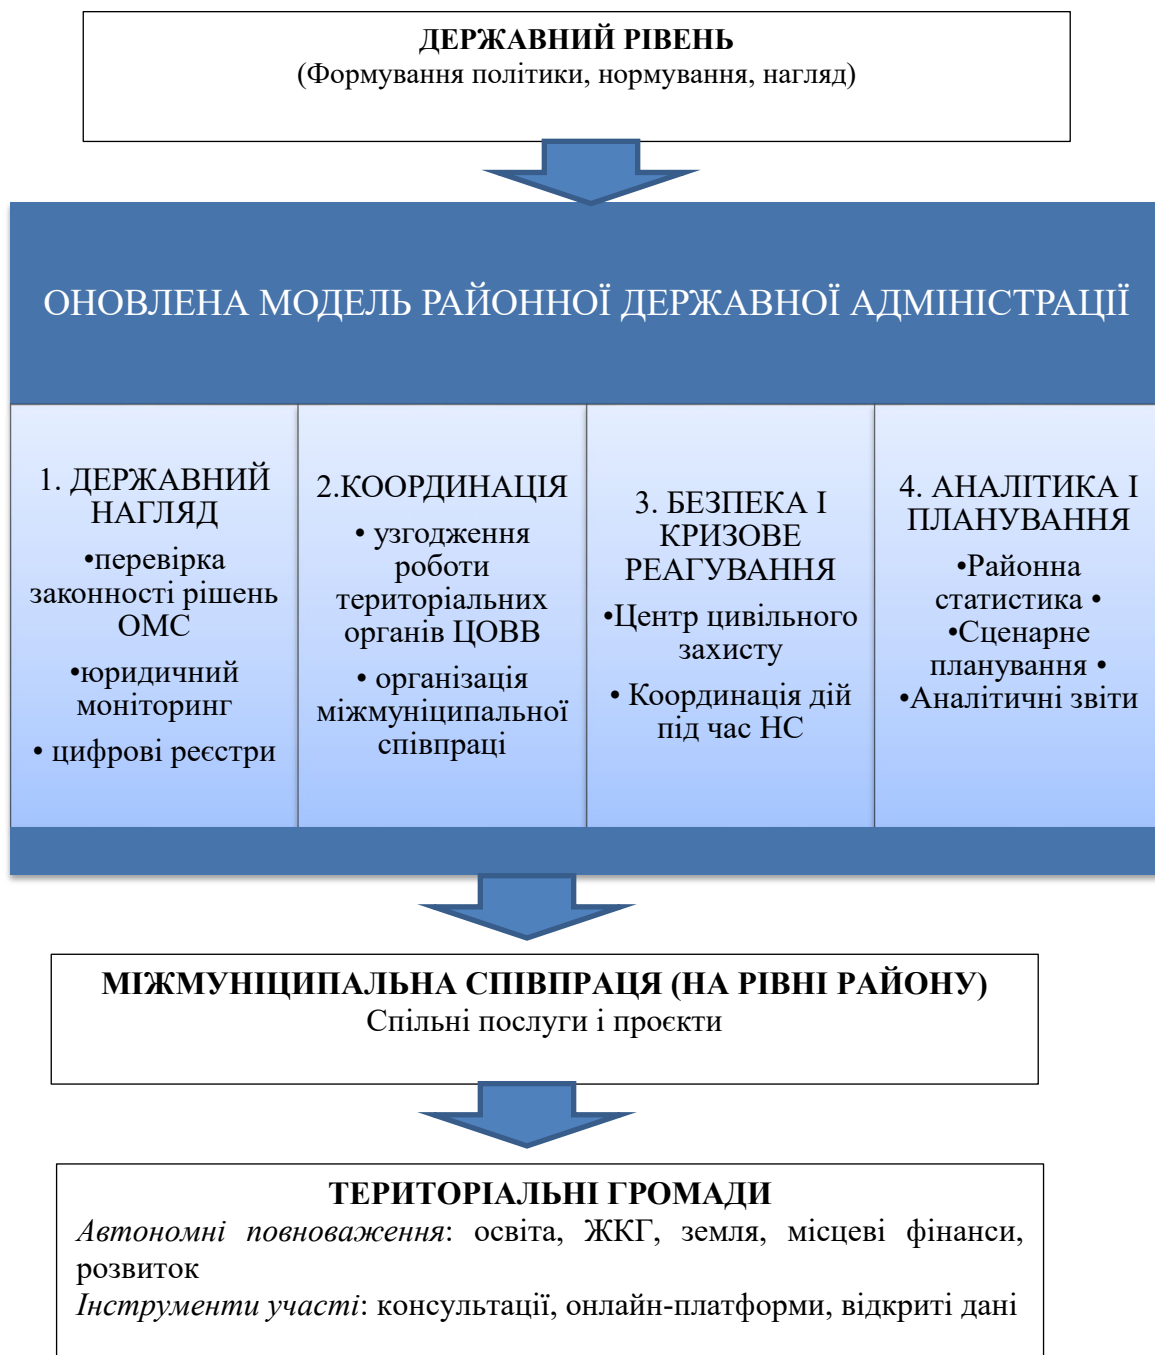 ДЕРЖАВНИЙ РІВЕНЬ
(Формування політики, нормування, нагляд)
ОНОВЛЕНА МОДЕЛЬ РАЙОННОЇ ДЕРЖАВНОЇ АДМІНІСТРАЦІЇ
1. ДЕРЖАВНИЙ
НАГЛЯД
•перевірка
законності рішень
ОМС
•юридичний
моніторинг
• цифрові реєстри
2.КООРДИНАЦІЯ
• узгодження
роботи
територіальних
органів ЦОВВ
• організація
міжмуніципальної
співпраці
3. БЕЗПЕКА І
КРИЗОВЕ
РЕАГУВАННЯ
•Центр цивільного
захисту
• Координація дій
під час НС
4. АНАЛІТИКА І
ПЛАНУВАННЯ
•Районна
статистика •
•Сценарне
планування •
•Аналітичні звіти
МІЖМУНІЦИПАЛЬНА СПІВПРАЦЯ (НА РІВНІ РАЙОНУ)
Спільні послуги і проєкти
ТЕРИТОРІАЛЬНІ ГРОМАДИ
Автономні повноваження: освіта, ЖКГ, земля, місцеві фінанси,
розвиток
Інструменти участі: консультації, онлайн-платформи, відкриті дані